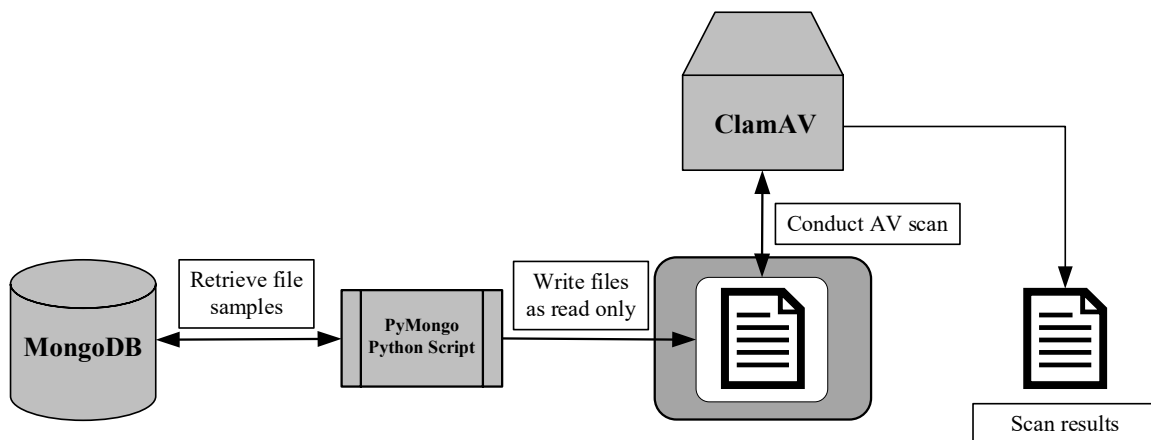 ClamAV
Conduct AV scan
Retrieve file
samples
Write files
as read only
MongoDB
PyMongo
Python Script
Scan results